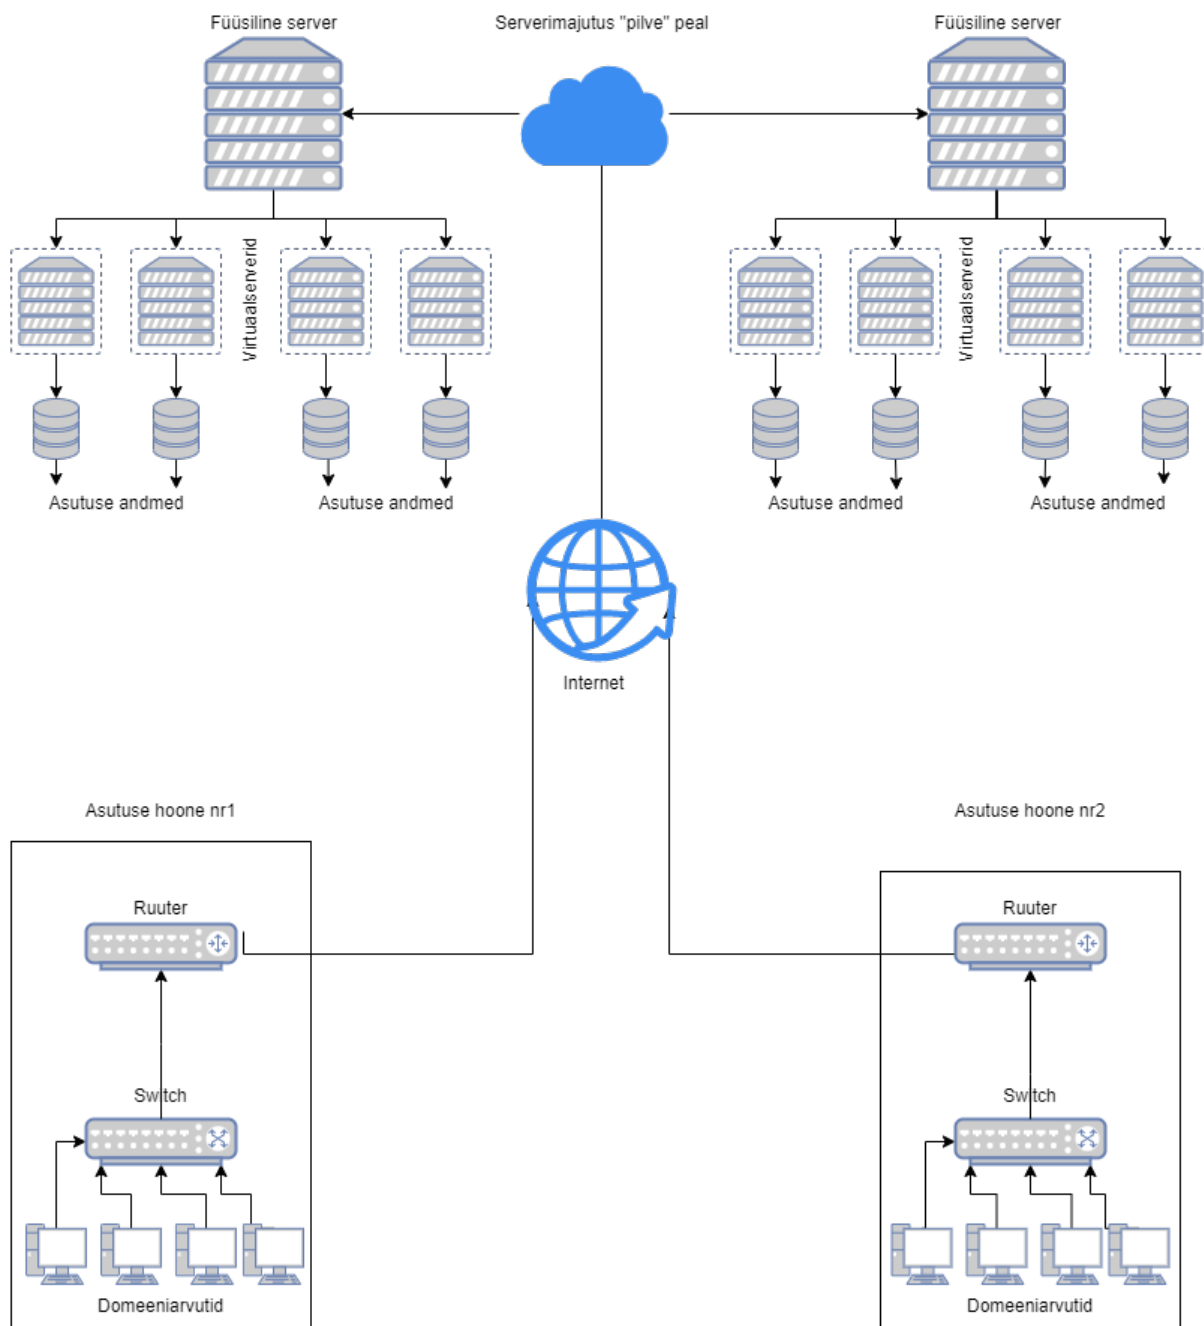 Füüsiline server
Serverimajutus "pilve" peal
Füüsiline server
Virtuaalserverid
Virtuaalserverid
Asutuse andmed
Asutuse andmed
Asutuse andmed
Asutuse andmed
Internet
Asutuse hoone nr1
Asutuse hoone nr2
Ruuter
Ruuter
Switch
Switch
Domeeniarvutid
Domeeniarvutid